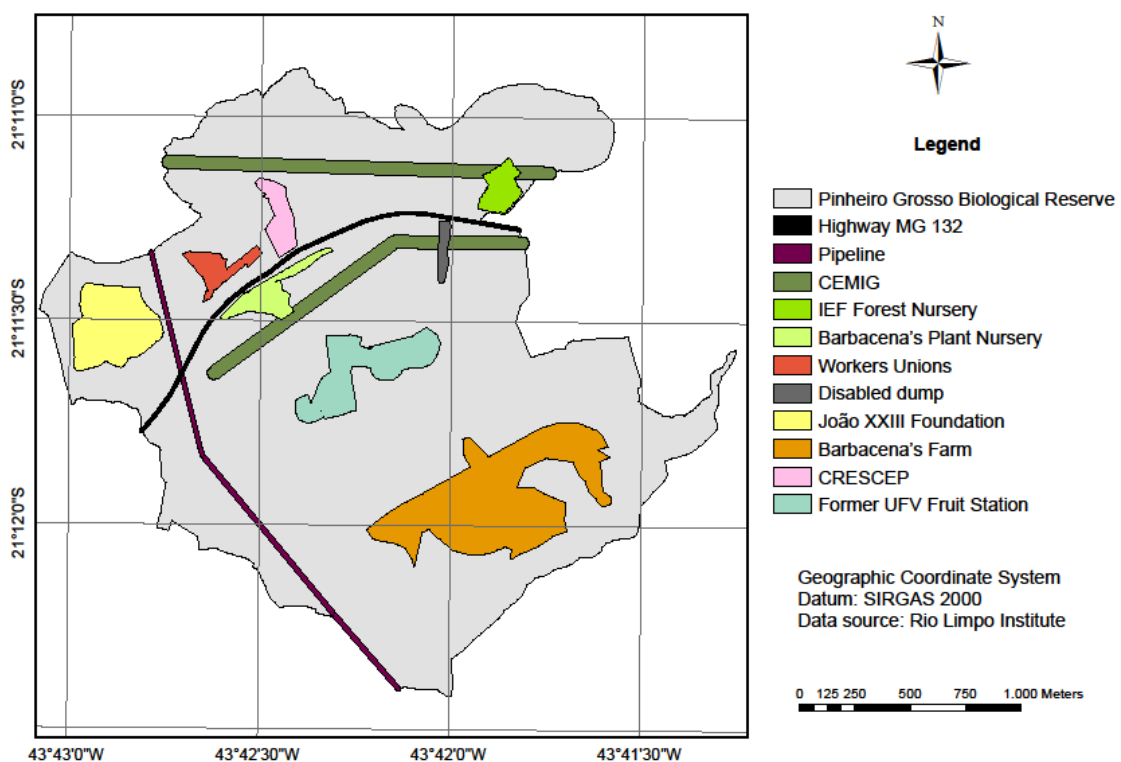 N
Legend
Pinheiro Grosso Biological Reserve
Highway MG 132
Pipeline
CEMIG
IEF Forest Nursery
Barbacena's Plant Nursery
Workers Unions
Disabled dump
João XXIII Foundation
Barbacena's Farm
CRESCEP
Former UFV Fruit Station
Geographic Coordinate System
Datum: SIRGAS 2000
Data source: Rio Limpo Institute
0 125 250 500 750 1.000 Meters
21°11'0"S
21°11'30"S
21°12'0"S
43°43'0"W 43°42'30"W 43°42'0"W 43°41'30"W